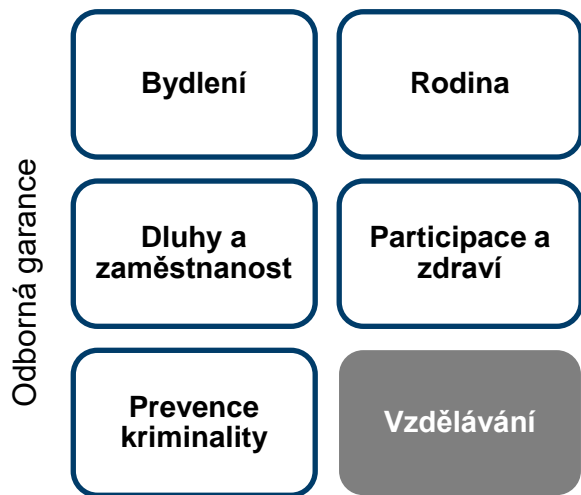 Odborná garance
Bydlení
Rodina
Dluhy a
zaměstnanost
Participace a
zdraví
Prevence
kriminality
Vzdělávání